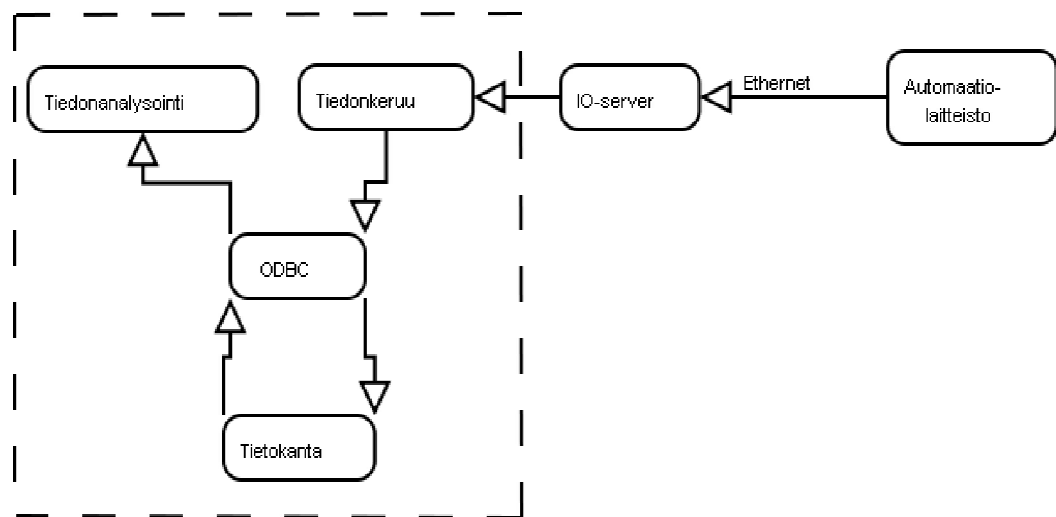 Tiedonanalysointi
Tiedonkeruu
IO-server
Ethernet
Automaatio-
laitteisto
ODBC
Tietokanta